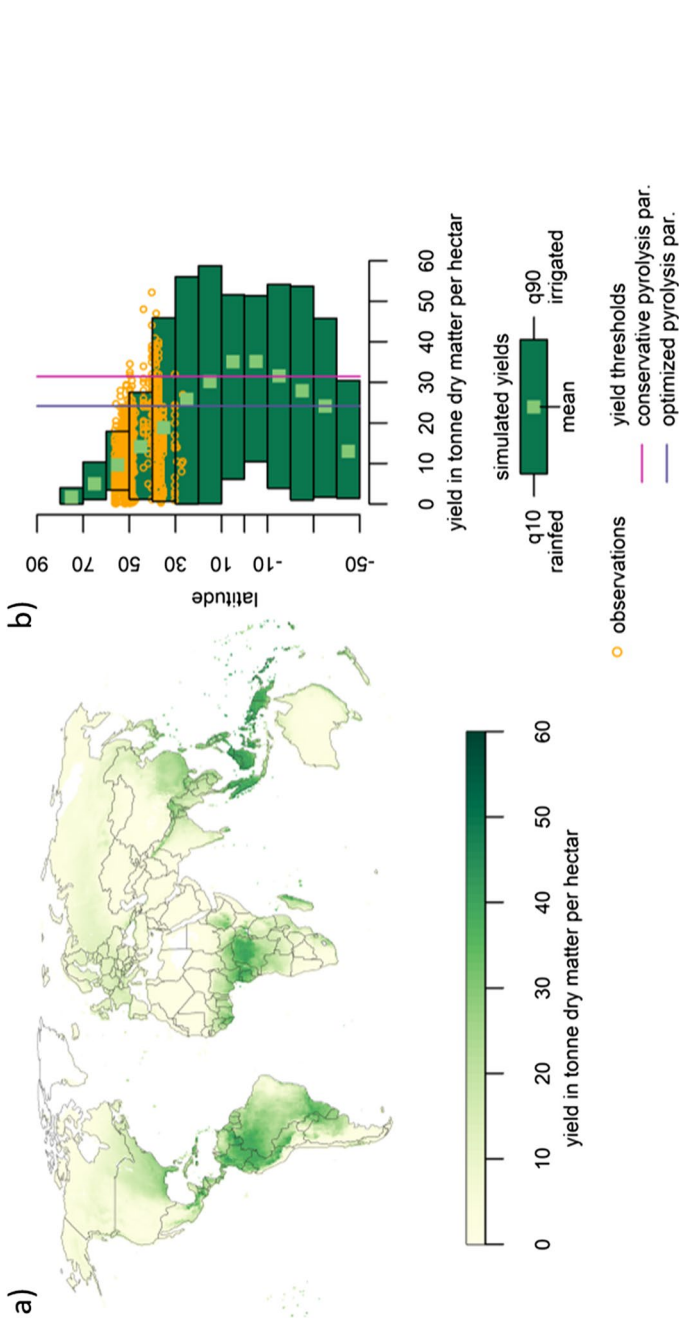 a)
0 10 20 30 40 50 60
yield in tonne dry matter per hectar
b)
latitude
90
70
50
30
10
-10
-50
0 10 20 30 40 50 60
yield in tonne dry matter per hectar
simulated yields
q10
rainfed
mean
q90
irrigated
observations
yield thresholds
conservative pyrolysis par.
optimized pyrolysis par.